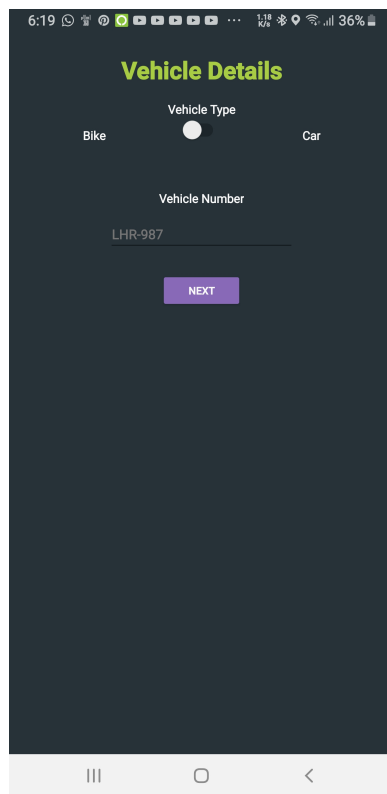 6:19 ... 1.18 K/s 36%
Vehicle Details
Vehicle Type
Bike Car
Vehicle Number
LHR-987
NEXT